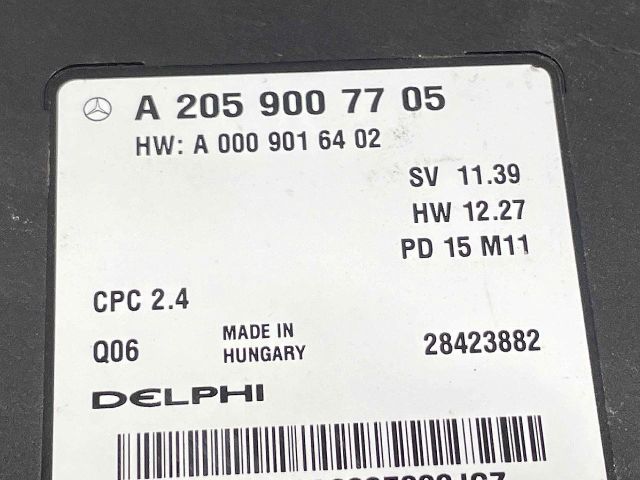 A 205 900 77 05
HW: A 000 901 64 02
SV 11.39
HW 12.27
PD 15 M11
CPC 2.4
Q06
MADE IN
HUNGARY
28423882
DELPHI